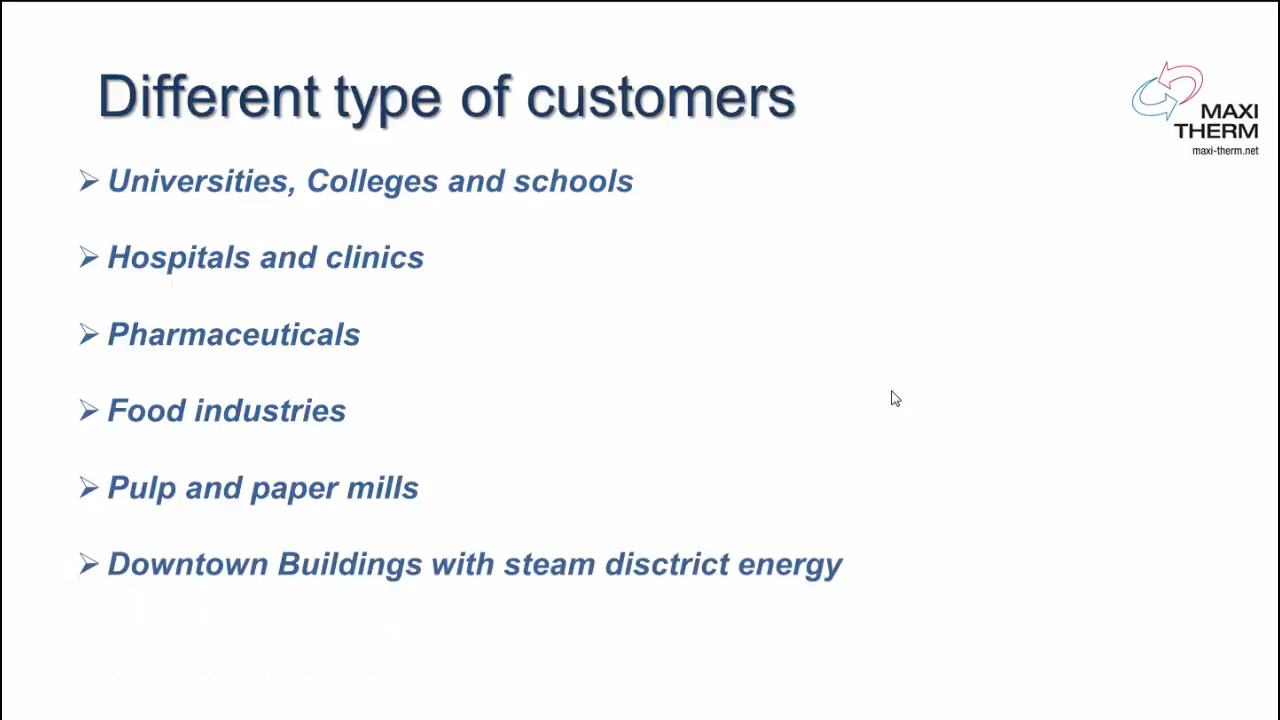 Different type of customers
MAXI
THERM
maxi-therm.net
Universities, Colleges and schools
Hospitals and clinics
Pharmaceuticals
Food industries
Pulp and paper mills
Downtown Buildings with steam disctrict energy